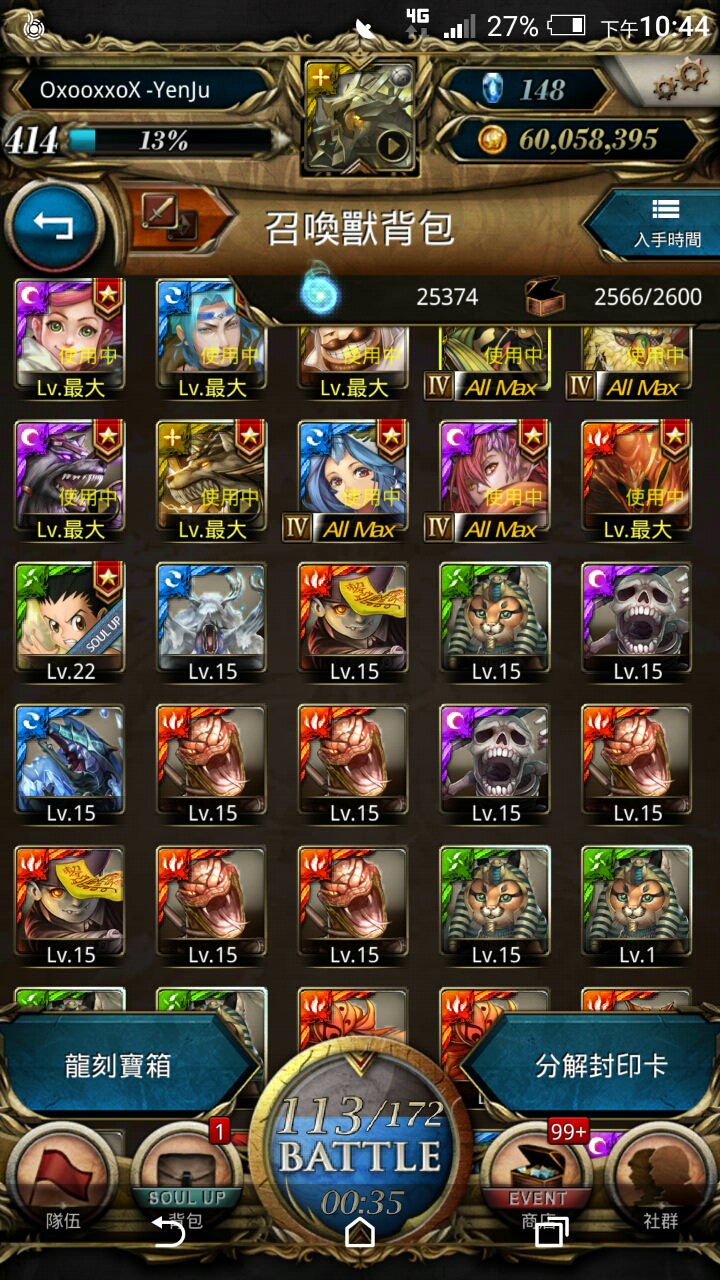 4G 27% 下午10:44
OxooxxoX -YenJu 148
414 13% 60,058,395
召喚獸背包 入手時間
25374 2566/2600
使用中 使用中 使用中 使用中 使用中
Lv.最大 Lv.最大 Lv.最大 IV All Max IV All Max
使用中 使用中 使用中 使用中 使用中
Lv.最大 Lv.最大 IV All Max IV All Max Lv.最大
SOUL UP
Lv.22 Lv.15 Lv.15 Lv.15 Lv.15
Lv.15 Lv.15 Lv.15 Lv.15 Lv.15
Lv.15 Lv.15 Lv.15 Lv.15 Lv.1
龍刻寶箱 分解封印卡
113/172
BATTLE
00:35
1 99+
SOUL UP EVENT
隊伍 背包 商店 社群